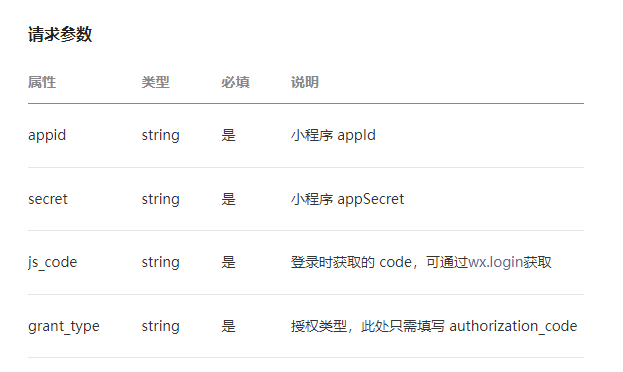 请求参数
属性 类型 必填 说明
appid string 是 小程序 appId
secret string 是 小程序 appSecret
js_code string 是 登录时获取的 code，可通过wx.login获取
grant_type string 是 授权类型，此处只需填写 authorization_code